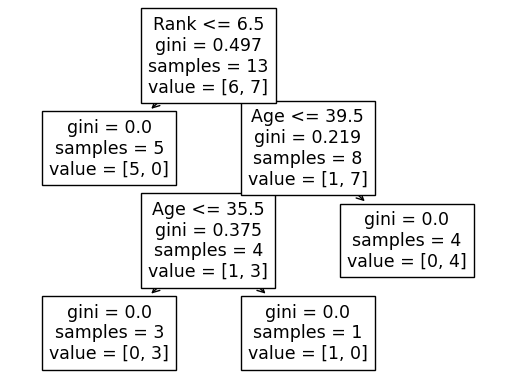 Rank <= 6.5
gini = 0.497
samples = 13
value = [6, 7]
gini = 0.0
samples = 5
value = [5, 0]
Age <= 39.5
gini = 0.219
samples = 8
value = [1, 7]
Age <= 35.5
gini = 0.375
samples = 4
value = [1, 3]
gini = 0.0
samples = 4
value = [0, 4]
gini = 0.0
samples = 3
value = [0, 3]
gini = 0.0
samples = 1
value = [1, 0]